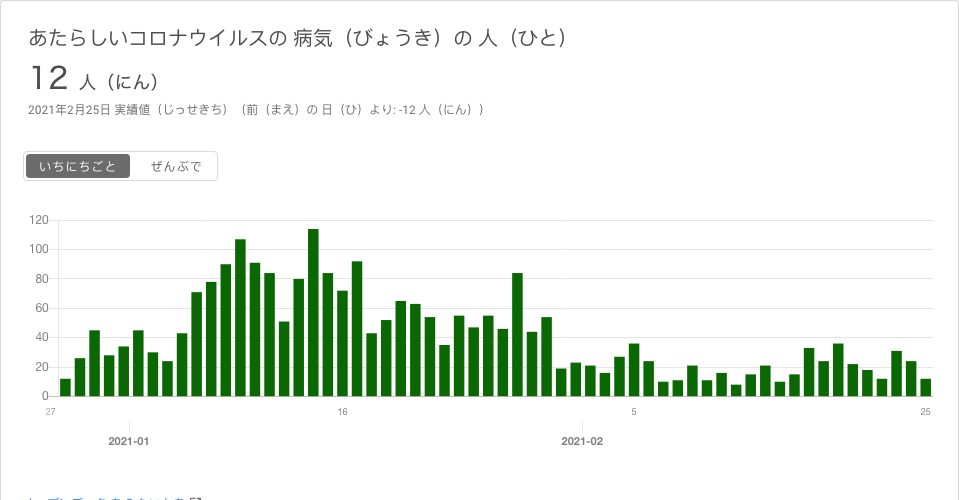 あたらしいコロナウイルスの 病気（びょうき）の 人（ひと）
12 人（にん）
2021年2月25日 実績値（じっせきち）（前（まえ）の 日（ひ）より: -12 人（にん））
いちにちごと ぜんぶで
120
100
80
60
40
20
0
27 16 5 25
2021-01 2021-02